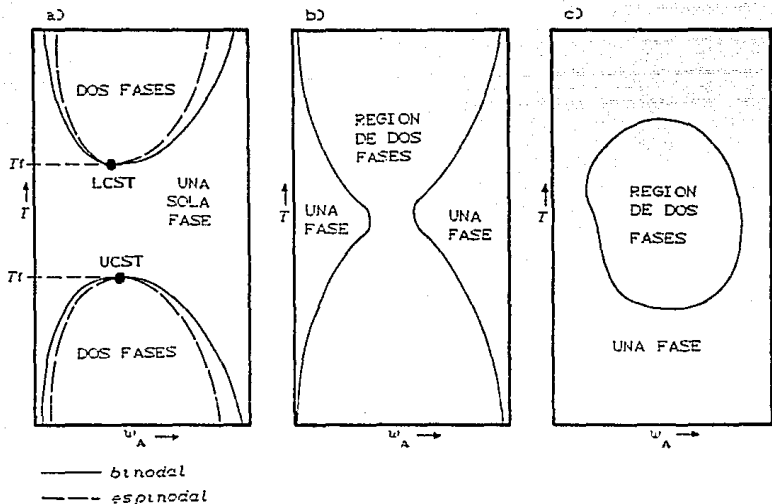 a)
DOS FASES
Tt
LCST
UNA
SOLA
FASE
T
UCST
Tt
DOS FASES
w_A
b)
REGION
DE DOS
FASES
T
UNA
FASE
UNA
FASE
w_A
c)
REGION
DE DOS
FASES
T
UNA FASE
w_A
binodal
espinodal